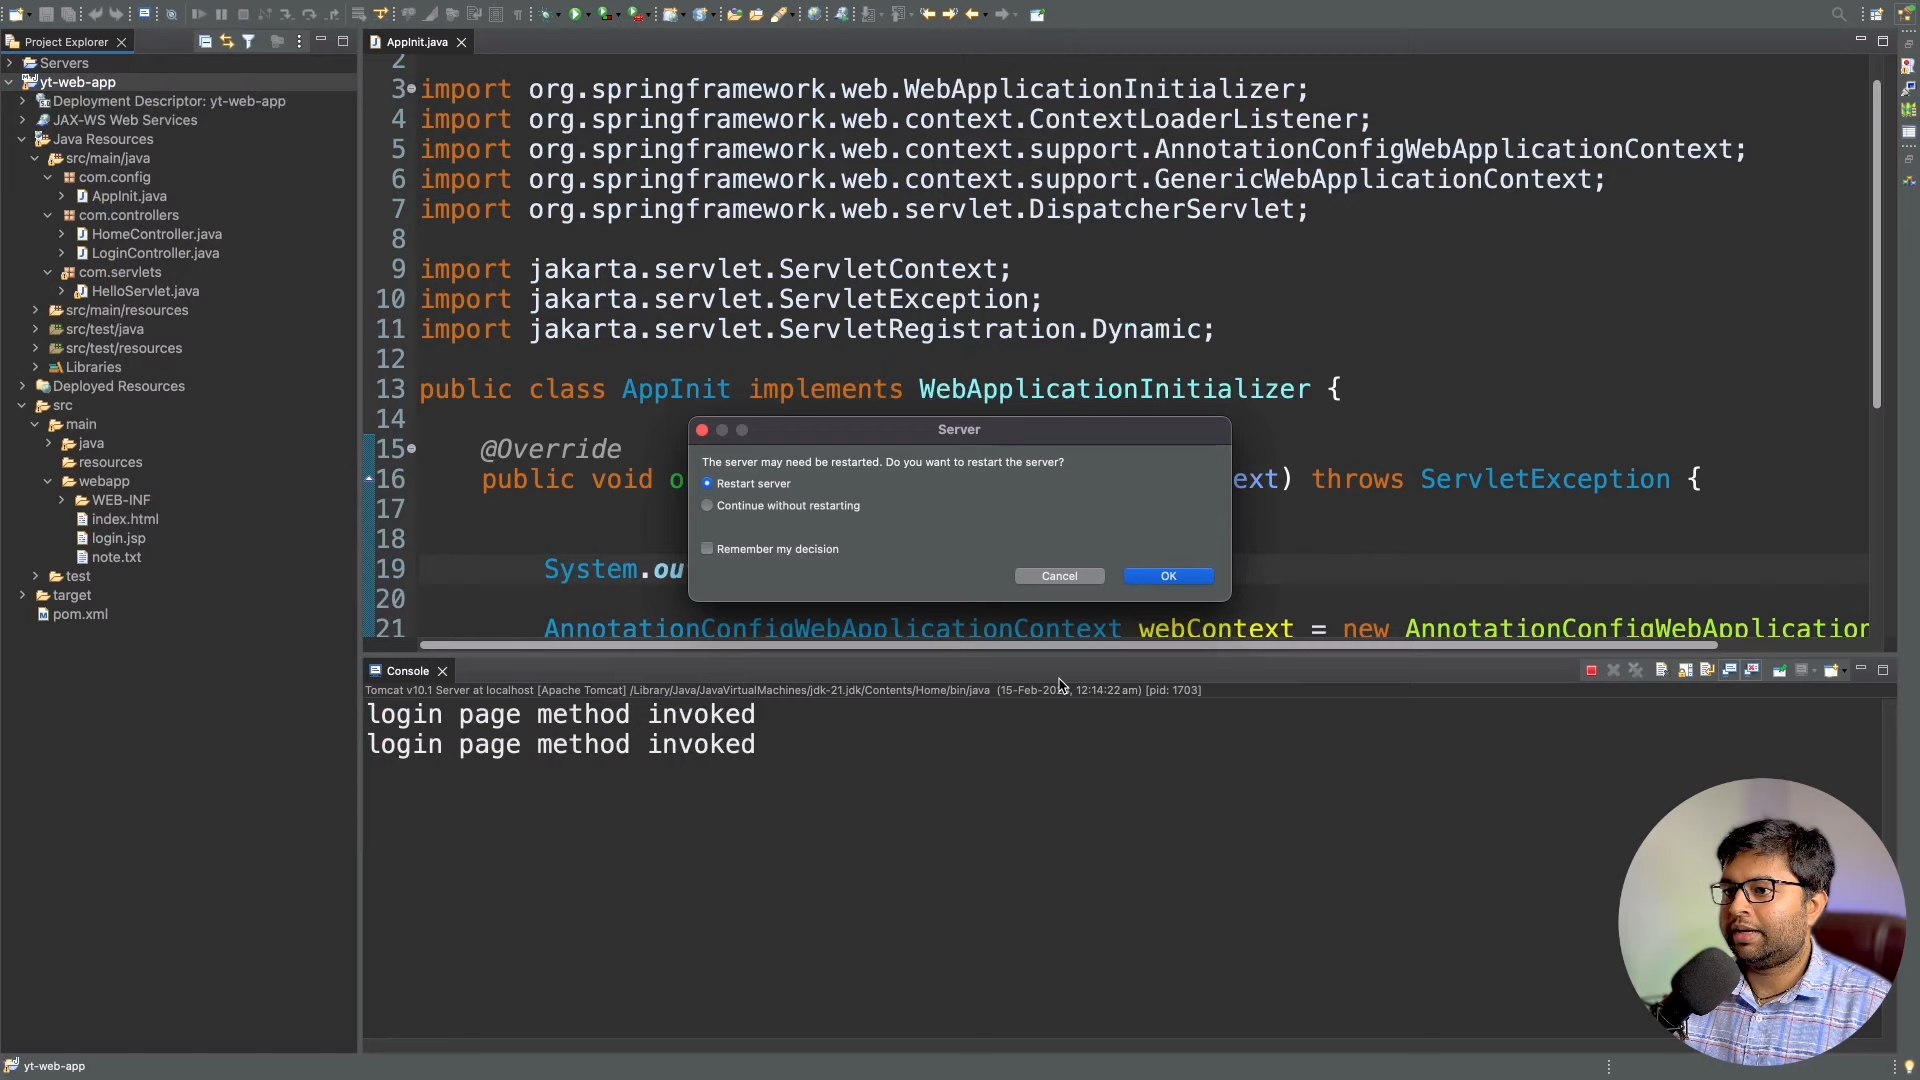 Project Explorer
Servers
yt-web-app
Deployment Descriptor: yt-web-app
JAX-WS Web Services
Java Resources
src/main/java
com.config
AppInit.java
com.controllers
HomeController.java
LoginController.java
com.servlets
HelloServlet.java
src/main/resources
src/test/java
src/test/resources
Libraries
Deployed Resources
src
main
java
resources
webapp
WEB-INF
index.html
login.jsp
note.txt
test
target
pom.xml
AppInit.java
2
3 import org.springframework.web.WebApplicationInitializer;
4 import org.springframework.web.context.ContextLoaderListener;
5 import org.springframework.web.context.support.AnnotationConfigWebApplicationContext;
6 import org.springframework.web.context.support.GenericWebApplicationContext;
7 import org.springframework.web.servlet.DispatcherServlet;
8
9 import jakarta.servlet.ServletContext;
10 import jakarta.servlet.ServletException;
11 import jakarta.servlet.ServletRegistration.Dynamic;
12
13 public class AppInit implements WebApplicationInitializer {
14
15 @Override
16 public void o ext) throws ServletException {
17
18
19 System.ou
20
21 AnnotationConfigWebApplicationContext webContext = new AnnotationConfigWebApplication
Server
The server may need be restarted. Do you want to restart the server?
Restart server
Continue without restarting
Remember my decision
Cancel OK
Console
Tomcat v10.1 Server at localhost [Apache Tomcat] /Library/Java/JavaVirtualMachines/jdk-21.jdk/Contents/Home/bin/java (15-Feb- , 12:14:22 am) [pid: 1703]
login page method invoked
login page method invoked
yt-web-app